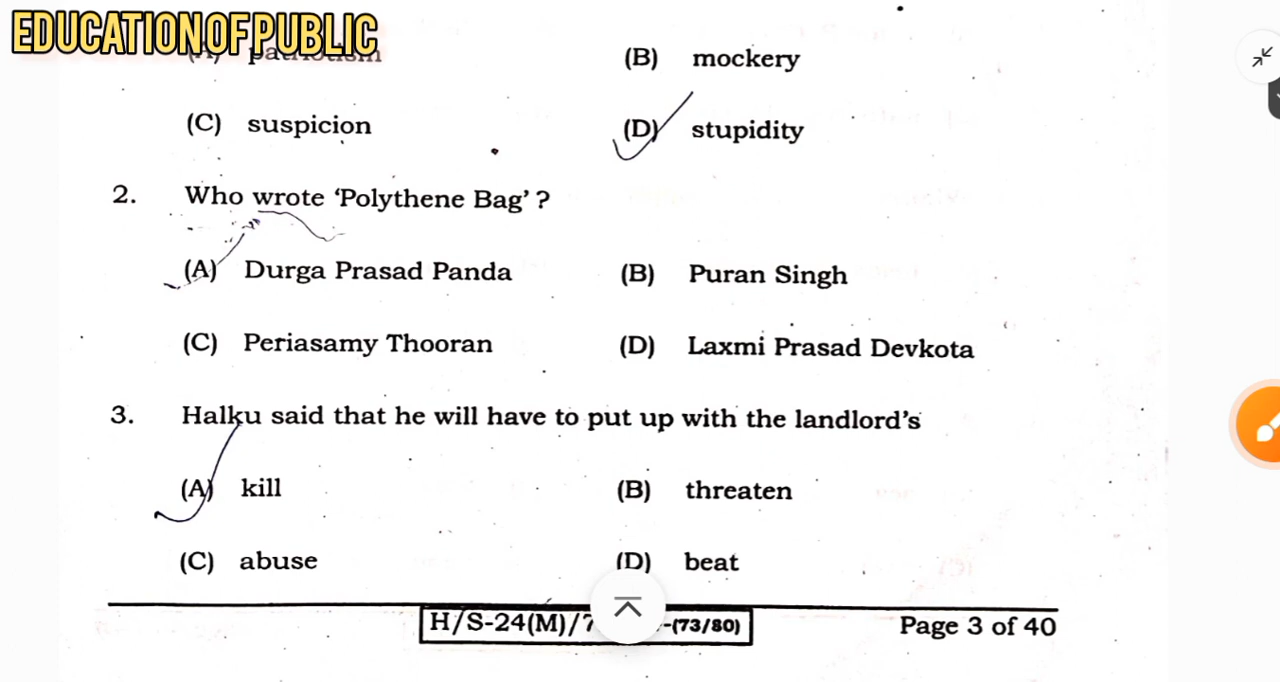 EDUCATIONOFPUBLIC
(A) patriotism (B) mockery
(C) suspicion (D) stupidity
2. Who wrote ‘Polythene Bag’ ?
(A) Durga Prasad Panda (B) Puran Singh
(C) Periasamy Thooran (D) Laxmi Prasad Devkota
3. Halku said that he will have to put up with the landlord’s
(A) kill (B) threaten
(C) abuse (D) beat
H/S-24(M)/7 -(73/80) Page 3 of 40